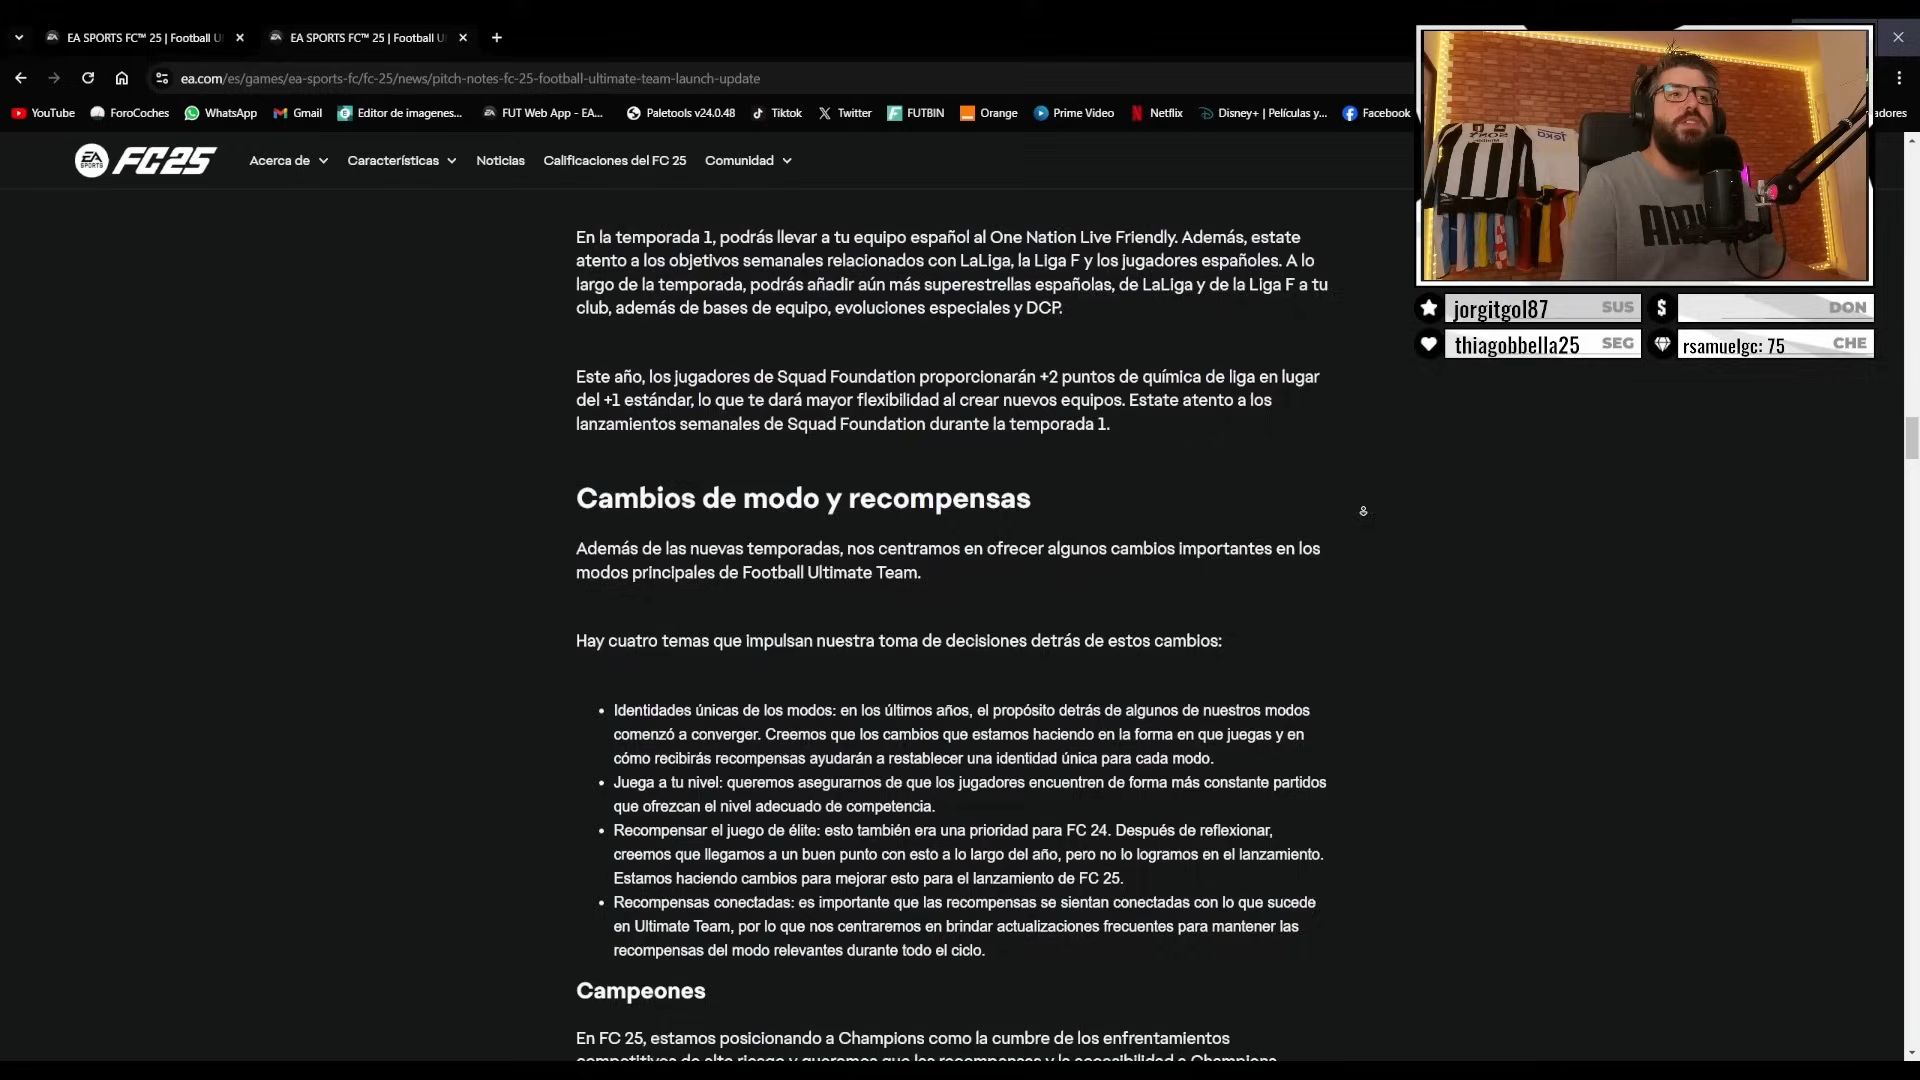 EA SPORTS FC™ 25 | Football U
EA SPORTS FC™ 25 | Football U
ea.com/es/games/ea-sports-fc/fc-25/news/pitch-notes-fc-25-football-ultimate-team-launch-update
YouTube ForoCoches WhatsApp Gmail Editor de imagenes... FUT Web App - EA... Paletools v24.0.48 Tiktok Twitter FUTBIN Orange Prime Video Netflix Disney+ | Películas y... Facebook adores
EA SPORTS FC25 Acerca de Características Noticias Calificaciones del FC 25 Comunidad
En la temporada 1, podrás llevar a tu equipo español al One Nation Live Friendly. Además, estate
atento a los objetivos semanales relacionados con LaLiga, la Liga F y los jugadores españoles. A lo
largo de la temporada, podrás añadir aún más superestrellas españolas, de LaLiga y de la Liga F a tu
club, además de bases de equipo, evoluciones especiales y DCP.
Este año, los jugadores de Squad Foundation proporcionarán +2 puntos de química de liga en lugar
del +1 estándar, lo que te dará mayor flexibilidad al crear nuevos equipos. Estate atento a los
lanzamientos semanales de Squad Foundation durante la temporada 1.
Cambios de modo y recompensas
Además de las nuevas temporadas, nos centramos en ofrecer algunos cambios importantes en los
modos principales de Football Ultimate Team.
Hay cuatro temas que impulsan nuestra toma de decisiones detrás de estos cambios:
• Identidades únicas de los modos: en los últimos años, el propósito detrás de algunos de nuestros modos
comenzó a converger. Creemos que los cambios que estamos haciendo en la forma en que juegas y en
cómo recibirás recompensas ayudarán a restablecer una identidad única para cada modo.
• Juega a tu nivel: queremos asegurarnos de que los jugadores encuentren de forma más constante partidos
que ofrezcan el nivel adecuado de competencia.
• Recompensar el juego de élite: esto también era una prioridad para FC 24. Después de reflexionar,
creemos que llegamos a un buen punto con esto a lo largo del año, pero no lo logramos en el lanzamiento.
Estamos haciendo cambios para mejorar esto para el lanzamiento de FC 25.
• Recompensas conectadas: es importante que las recompensas se sientan conectadas con lo que sucede
en Ultimate Team, por lo que nos centraremos en brindar actualizaciones frecuentes para mantener las
recompensas del modo relevantes durante todo el ciclo.
Campeones
En FC 25, estamos posicionando a Champions como la cumbre de los enfrentamientos
competitivos de alto riesgo y queremos que las recompensas y la accesibilidad a Champions
SONY
teka
jorgitgol87 SUS
$ DON
thiagobbella25 SEG
rsamuelgc: 75 CHE